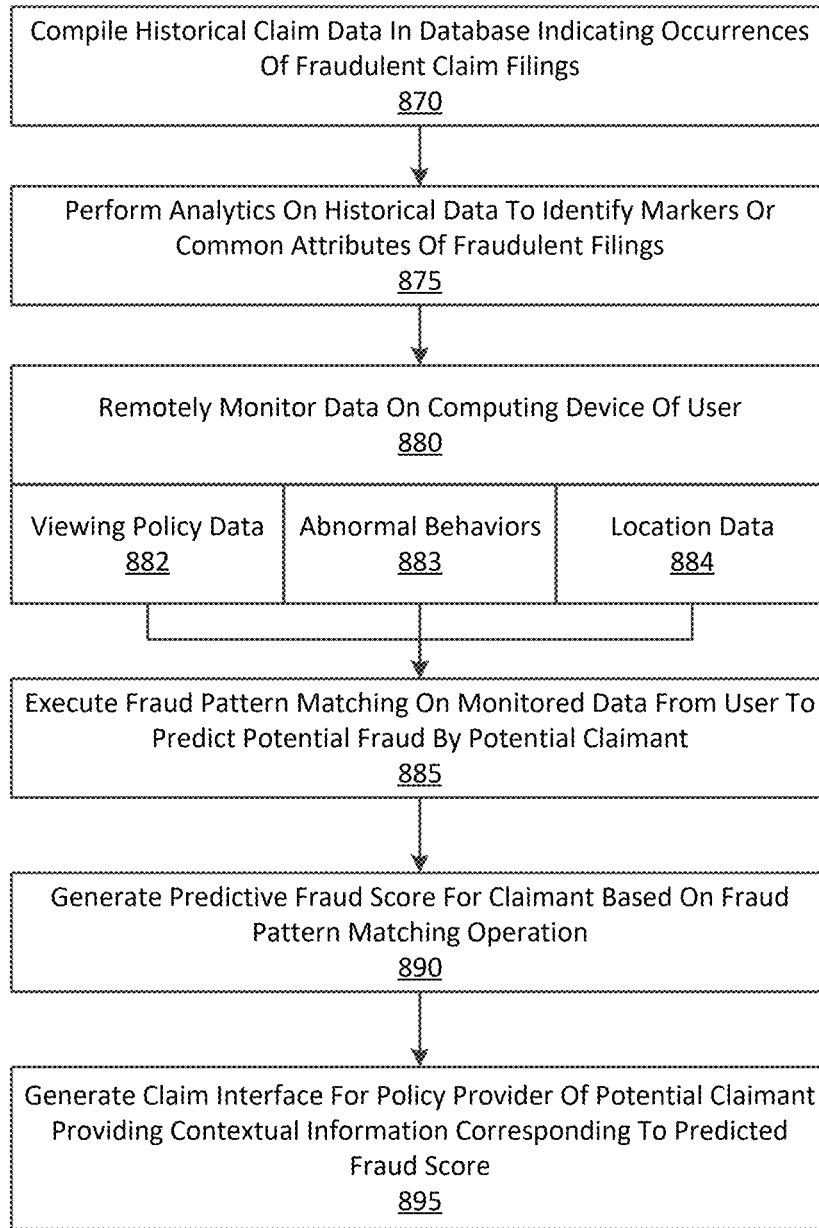 Compile Historical Claim Data In Database Indicating Occurrences
Of Fraudulent Claim Filings
870
Perform Analytics On Historical Data To Identify Markers Or
Common Attributes Of Fraudulent Filings
875
Remotely Monitor Data On Computing Device Of User
880
Viewing Policy Data
882
Abnormal Behaviors
883
Location Data
884
Execute Fraud Pattern Matching On Monitored Data From User To
Predict Potential Fraud By Potential Claimant
885
Generate Predictive Fraud Score For Claimant Based On Fraud
Pattern Matching Operation
890
Generate Claim Interface For Policy Provider Of Potential Claimant
Providing Contextual Information Corresponding To Predicted
Fraud Score
895